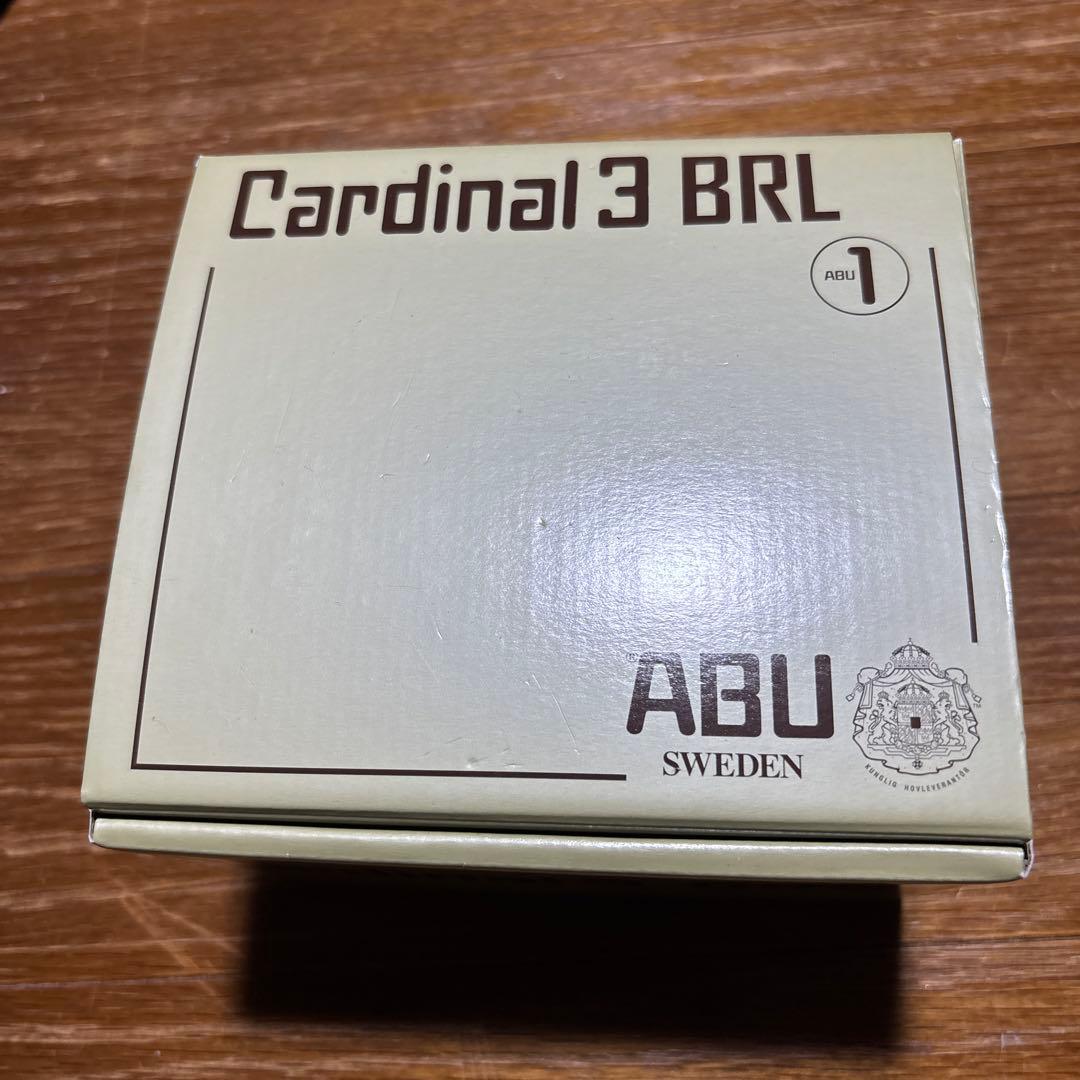 Cardinal 3 BRL
ABU 1
®ABU
SWEDEN
KUNGLIG HOVLEVERANTÖR